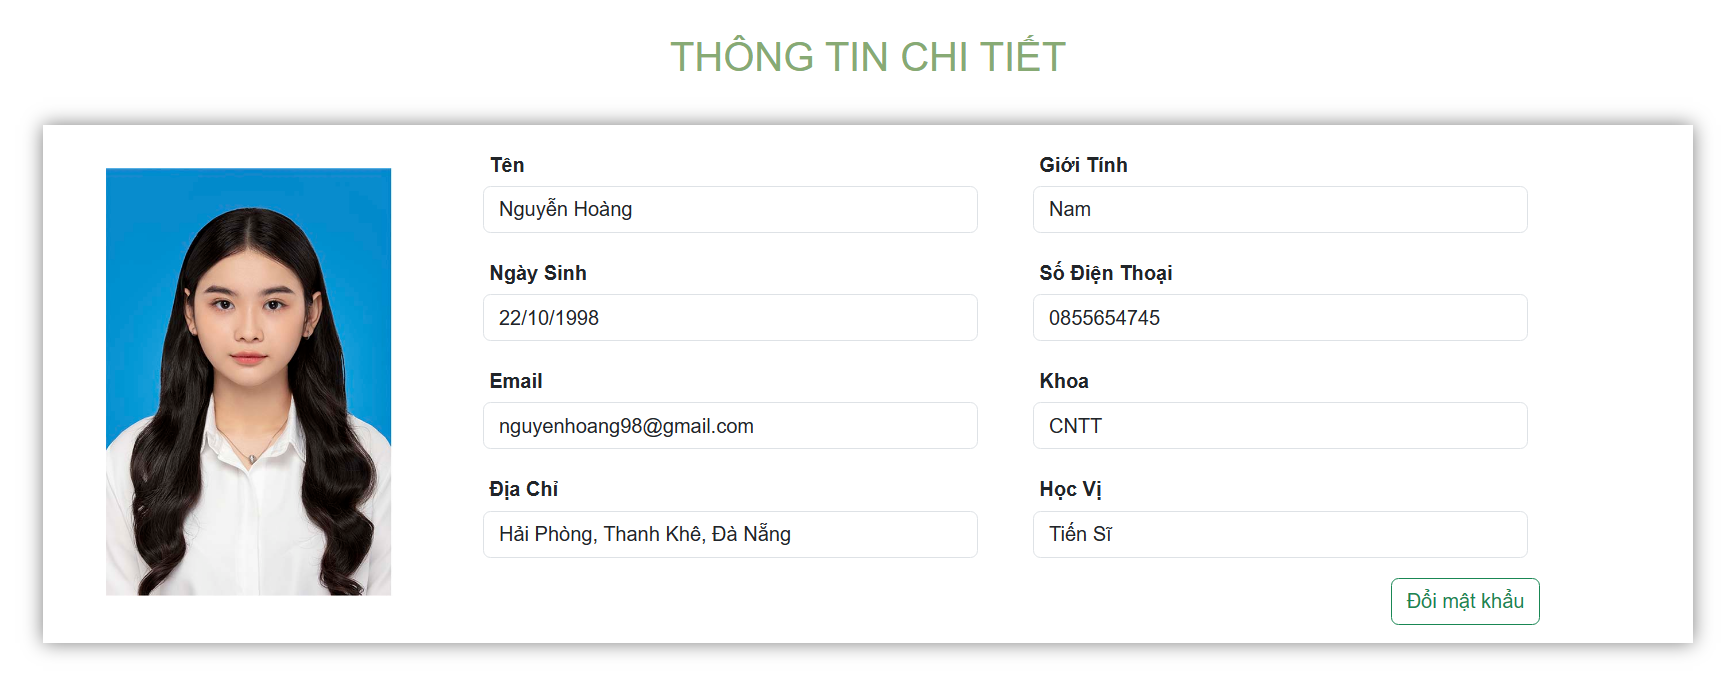 THÔNG TIN CHI TIẾT
Tên
Giới Tính
Nguyễn Hoàng
Nam
Ngày Sinh
Số Điện Thoại
22/10/1998
0855654745
Email
Khoa
nguyenhoang98@gmail.com
CNTT
Địa Chỉ
Học Vị
Hải Phòng, Thanh Khê, Đà Nẵng
Tiến Sĩ
Đổi mật khẩu